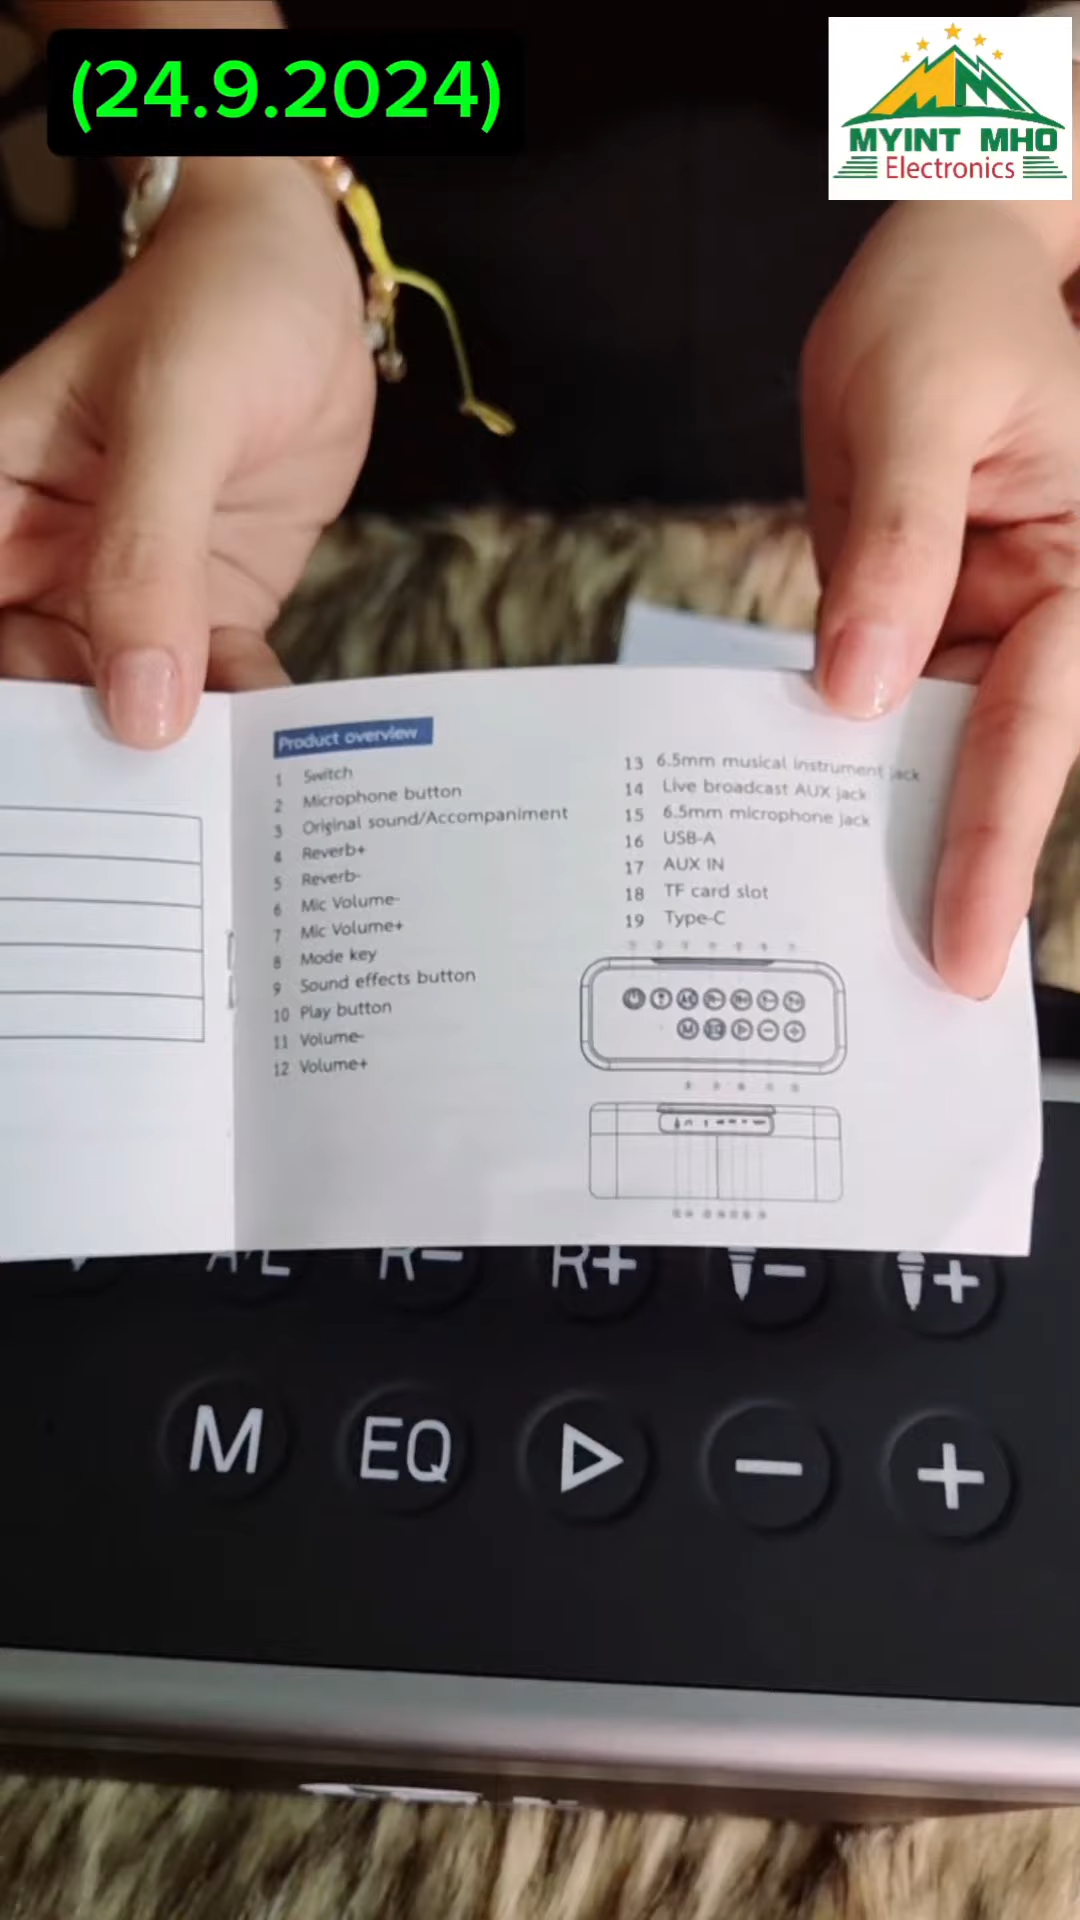 (24.9.2024)
MYINT MHO
Electronics
Product overview
1 Switch
2 Microphone button
3 Original sound/Accompaniment
4 Reverb+
5 Reverb-
6 Mic Volume-
7 Mic Volume+
8 Mode key
9 Sound effects button
10 Play button
11 Volume-
12 Volume+
13 6.5mm musical instrument jack
14 Live broadcast AUX jack
15 6.5mm microphone jack
16 USB-A
17 AUX IN
18 TF card slot
19 Type-C
M EQ
R- R+ - +
M EQ - +